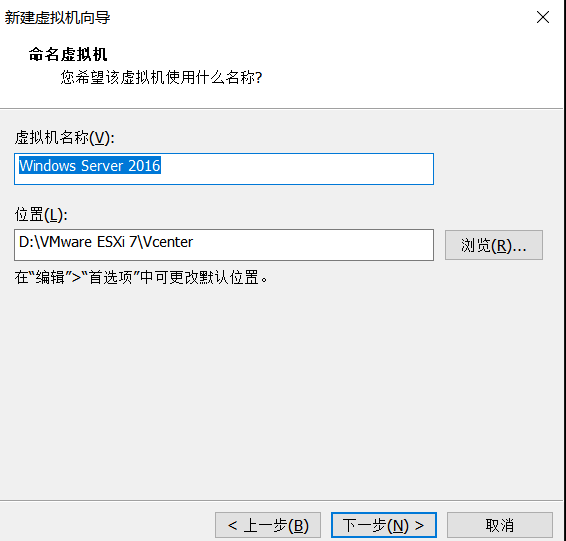 新建虚拟机向导
命名虚拟机
您希望该虚拟机使用什么名称?
虚拟机名称(V):
Windows Server 2016
位置(L):
D:\VMware ESXi 7\Vcenter
浏览(R)...
在“编辑”>“首选项”中可更改默认位置。
< 上一步(B)
下一步(N) >
取消